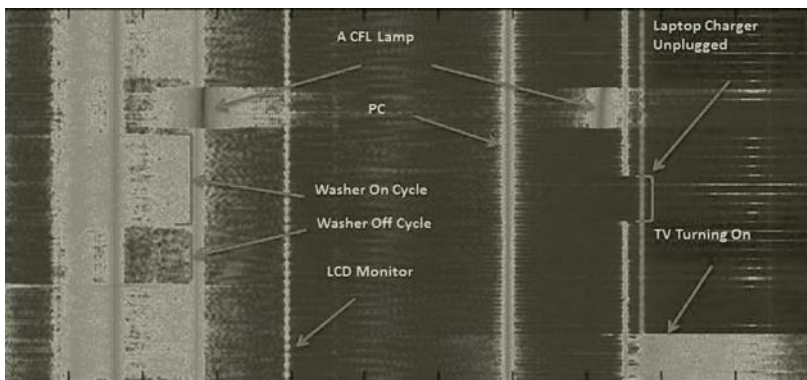 A CFL Lamp
Laptop Charger
Unplugged
PC
Washer On Cycle
Washer Off Cycle
TV Turning On
LCD Monitor